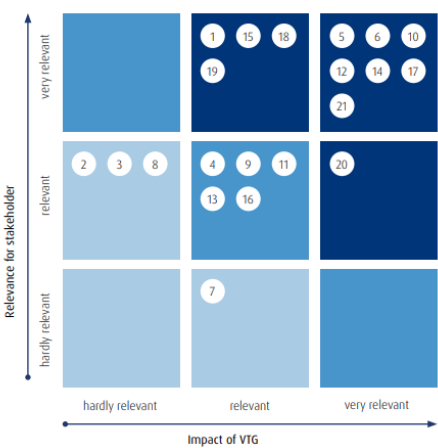 very relevant
1 15 18
5 6 10
19
12 14 17
21
Relevance for stakeholder
relevant
2 3 8
4 9 11
20
13 16
hardly relevant
7
hardly relevant relevant very relevant
Impact of VTG